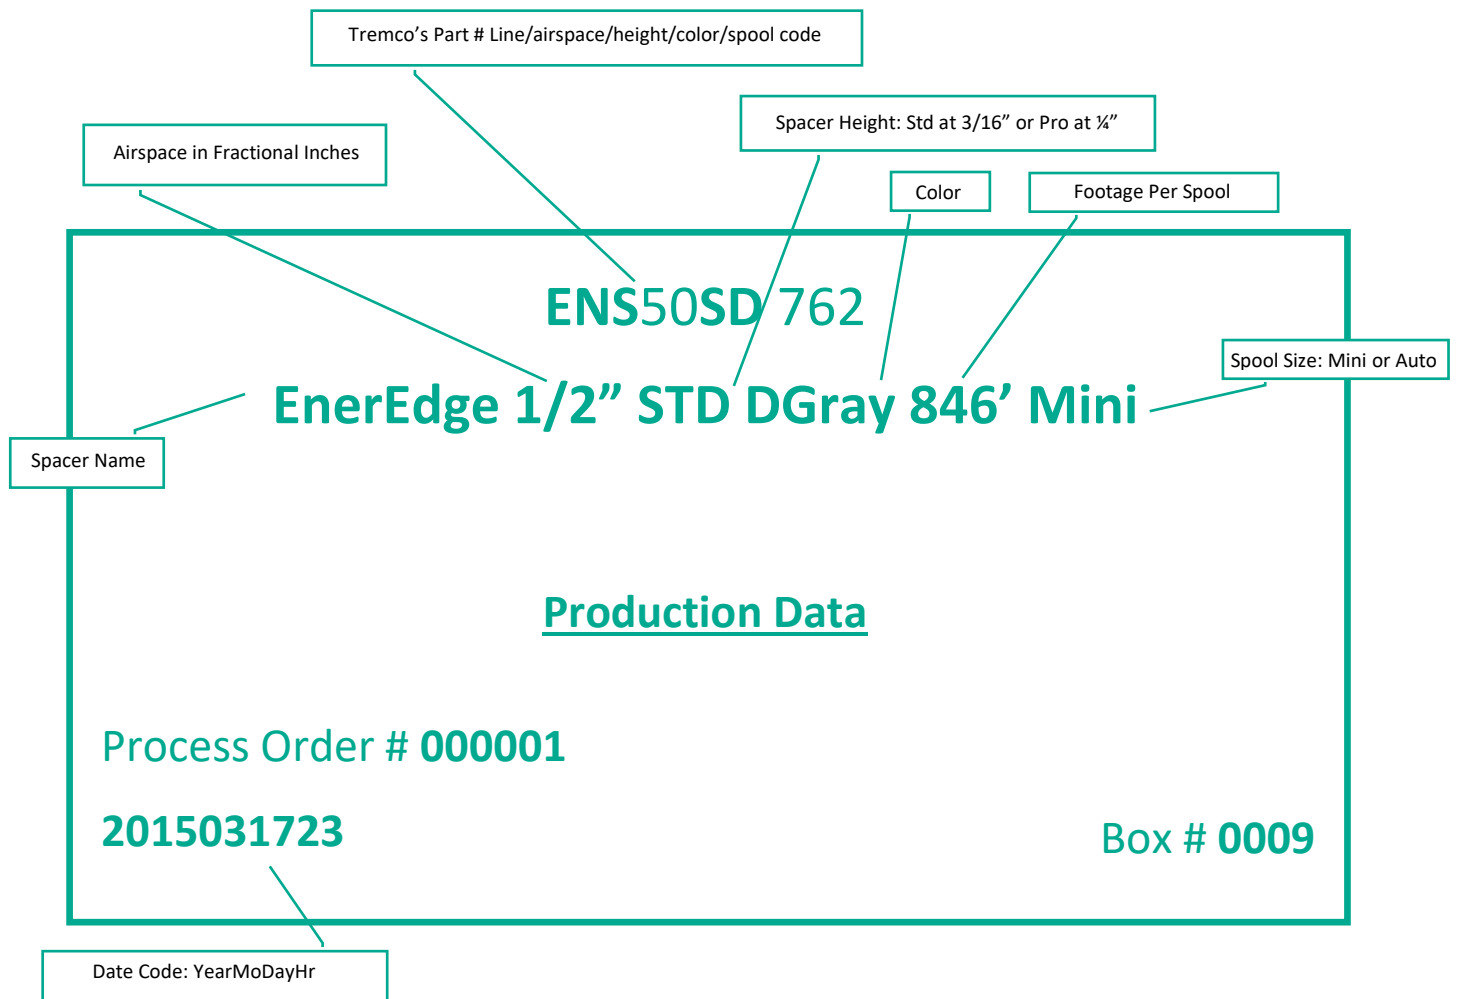 Tremco’s Part # Line/airspace/height/color/spool code
Spacer Height: Std at 3/16” or Pro at ¼”
Airspace in Fractional Inches
Color
Footage Per Spool
ENS50SD 762
Spool Size: Mini or Auto
EnerEdge 1/2” STD DGray 846’ Mini
Spacer Name
Production Data
Process Order # 000001
2015031723
Box # 0009
Date Code: YearMoDayHr